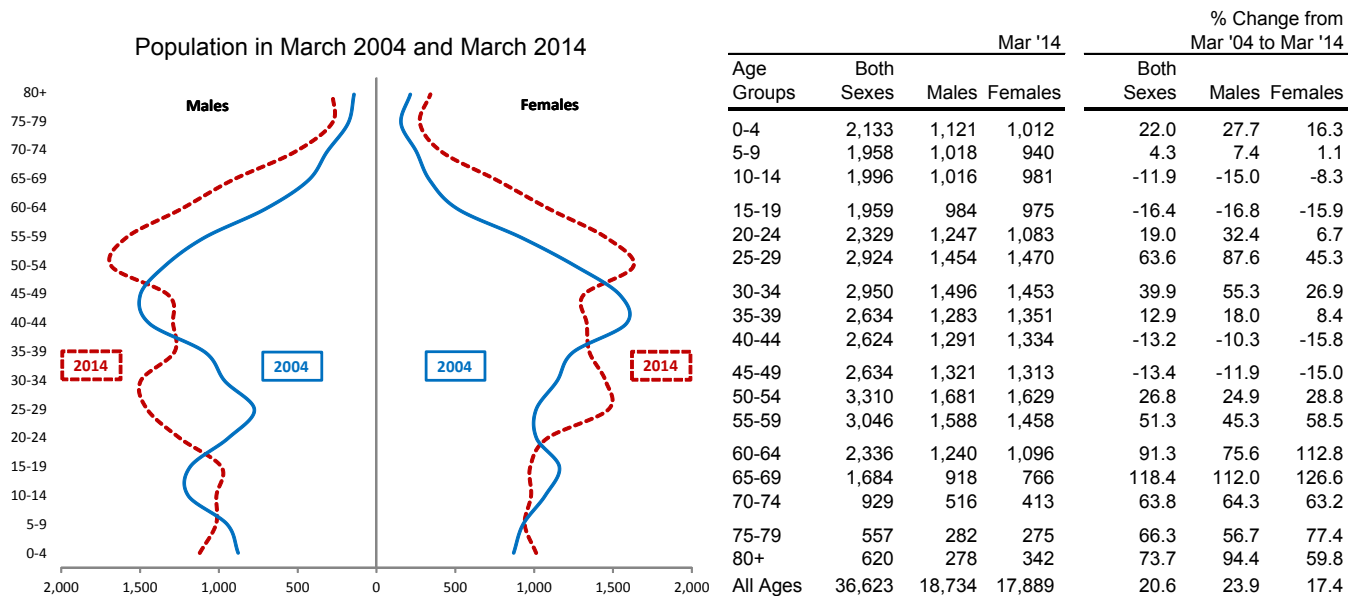 Population in March 2004 and March 2014
Males
Females
80+
75-79
70-74
65-69
60-64
55-59
50-54
45-49
40-44
35-39
30-34
25-29
20-24
15-19
10-14
5-9
0-4
2014
2004
2004
2014
2,000 1,500 1,000 500 0 500 1,000 1,500 2,000
% Change from
Mar '14 Mar '04 to Mar '14
Age Both Both
Groups Sexes Males Females Sexes Males Females
0-4 2,133 1,121 1,012 22.0 27.7 16.3
5-9 1,958 1,018 940 4.3 7.4 1.1
10-14 1,996 1,016 981 -11.9 -15.0 -8.3
15-19 1,959 984 975 -16.4 -16.8 -15.9
20-24 2,329 1,247 1,083 19.0 32.4 6.7
25-29 2,924 1,454 1,470 63.6 87.6 45.3
30-34 2,950 1,496 1,453 39.9 55.3 26.9
35-39 2,634 1,283 1,351 12.9 18.0 8.4
40-44 2,624 1,291 1,334 -13.2 -10.3 -15.8
45-49 2,634 1,321 1,313 -13.4 -11.9 -15.0
50-54 3,310 1,681 1,629 26.8 24.9 28.8
55-59 3,046 1,588 1,458 51.3 45.3 58.5
60-64 2,336 1,240 1,096 91.3 75.6 112.8
65-69 1,684 918 766 118.4 112.0 126.6
70-74 929 516 413 63.8 64.3 63.2
75-79 557 282 275 66.3 56.7 77.4
80+ 620 278 342 73.7 94.4 59.8
All Ages 36,623 18,734 17,889 20.6 23.9 17.4